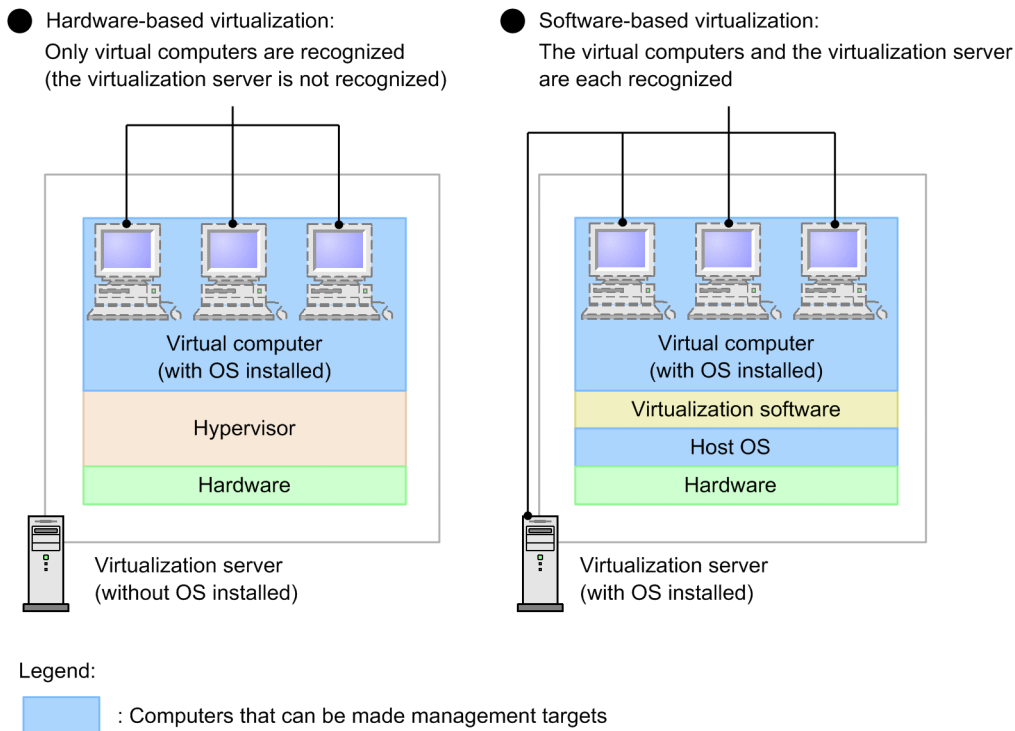 Hardware-based virtualization:
Only virtual computers are recognized
(the virtualization server is not recognized)
Virtual computer
(with OS installed)
Hypervisor
Hardware
Virtualization server
(without OS installed)
Software-based virtualization:
The virtual computers and the virtualization server
are each recognized
Virtual computer
(with OS installed)
Virtualization software
Host OS
Hardware
Virtualization server
(with OS installed)
Legend:
: Computers that can be made management targets